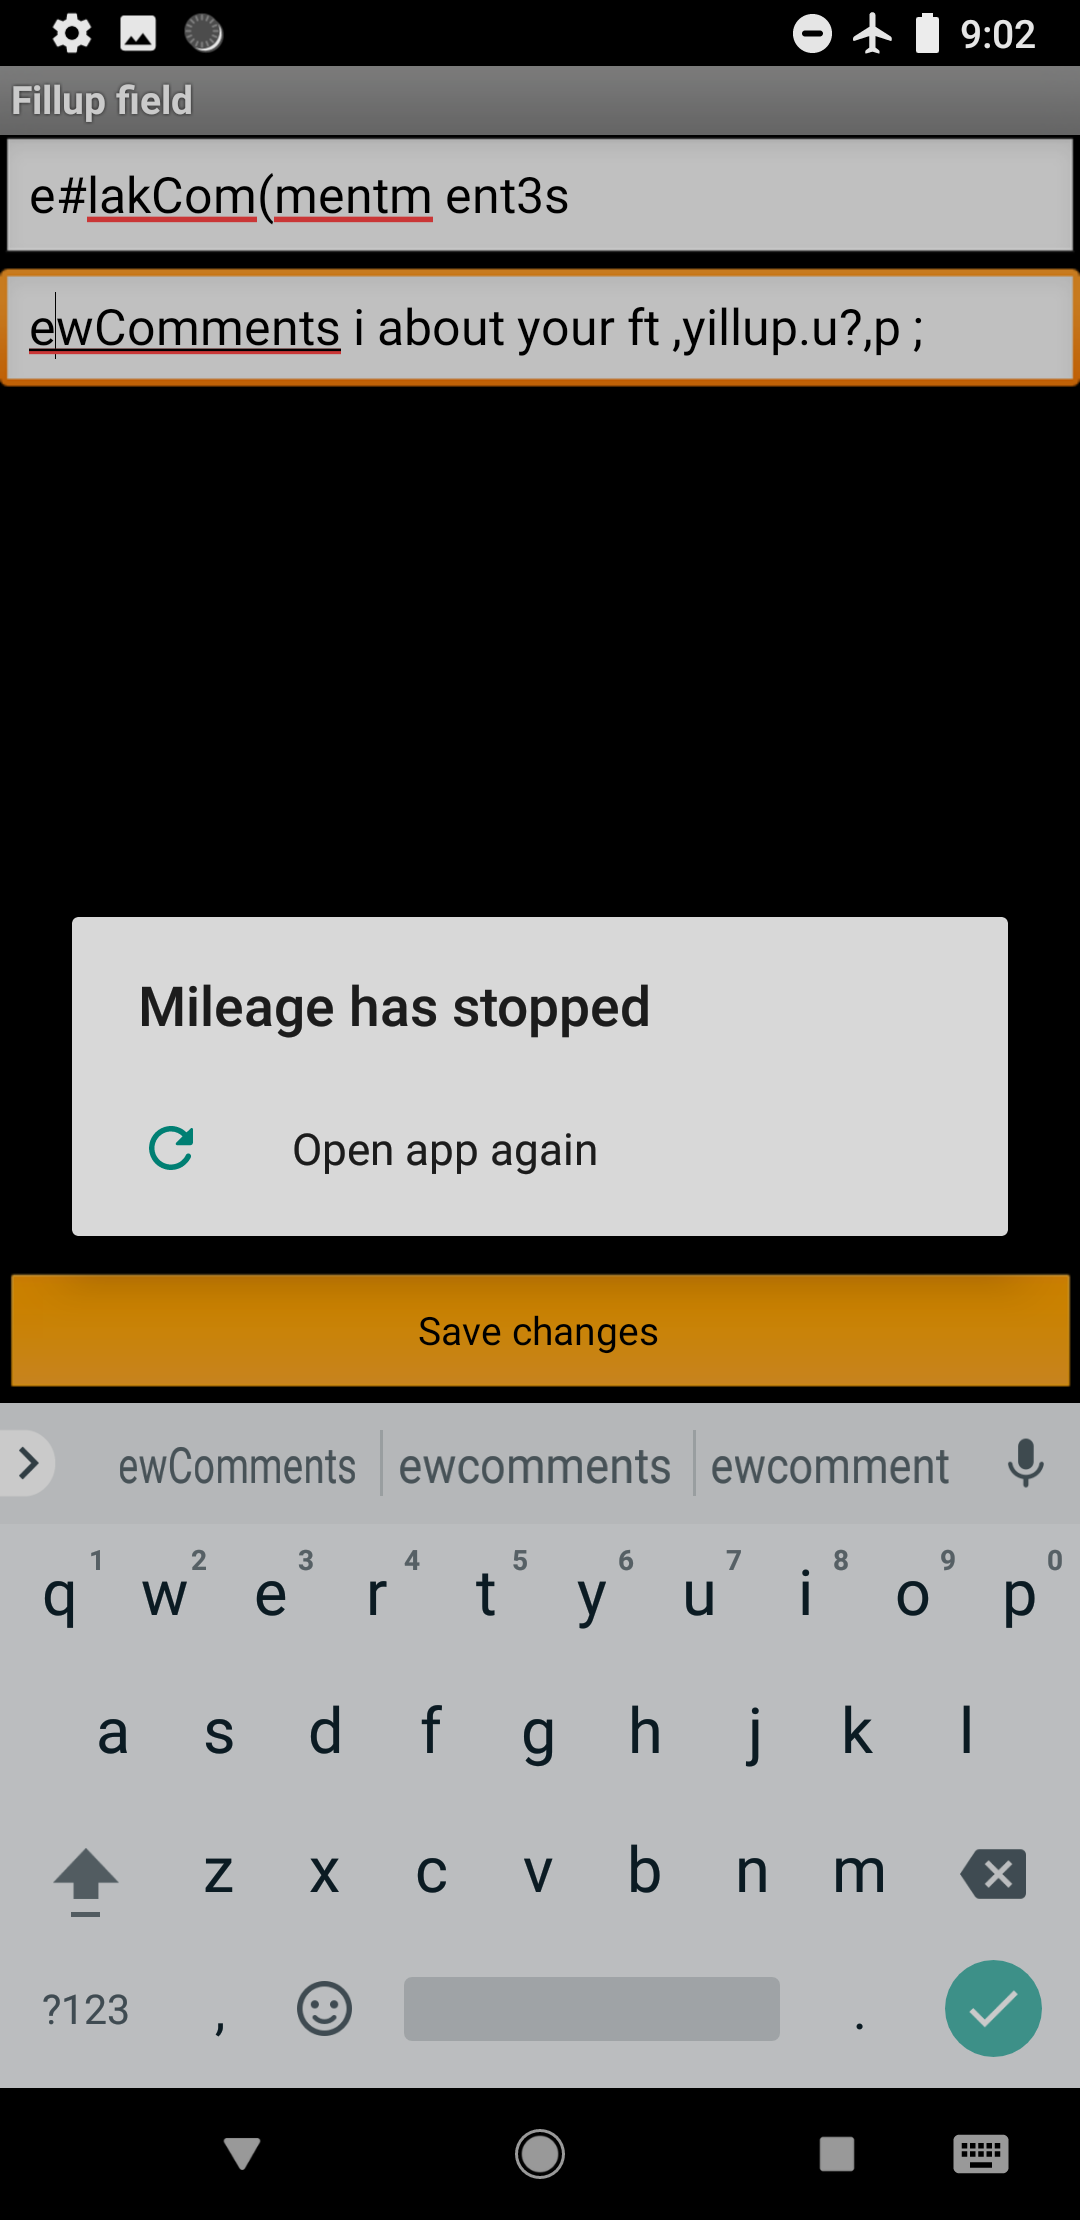 9:02
Fillup field
e#lakCom(mentm ent3s
ewComments i about your ft ,yillup.u?,p ;
Mileage has stopped
Open app again
Save changes
ewComments ewcomments ewcomment
1 2 3 4 5 6 7 8 9 0
q w e r t y u i o p
a s d f g h j k l
z x c v b n m
?123 , .